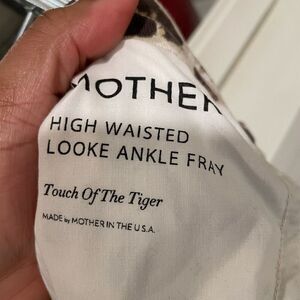 MOTHER
HIGH WAISTED
LOOKE ANKLE FRAY
Touch Of The Tiger
MADE by MOTHER IN THE U.S.A.